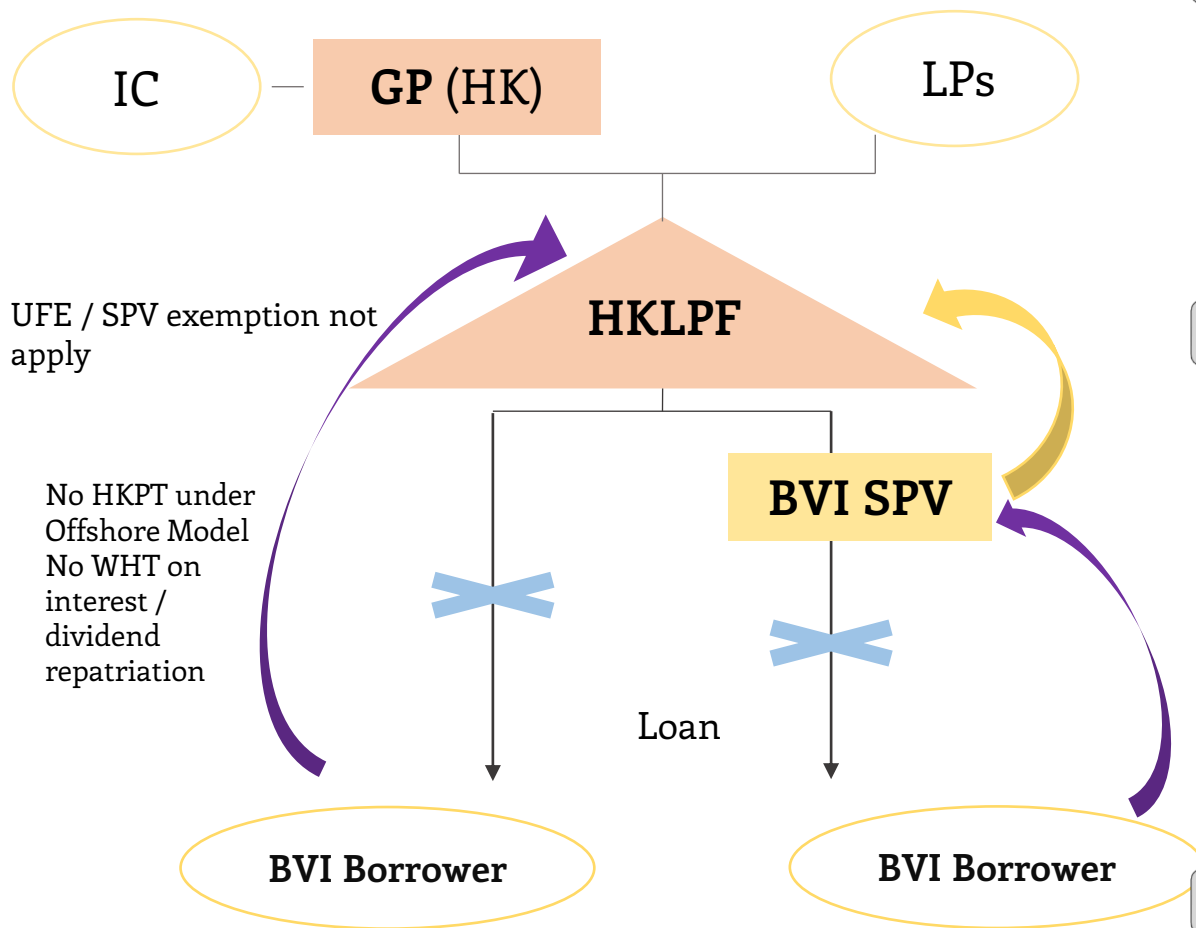 IC
GP (HK)
LPs
UFE / SPV exemption not
apply
HKLPF
No HKPT under
Offshore Model
No WHT on
interest /
dividend
repatriation
BVI SPV
Loan
BVI Borrower
BVI Borrower